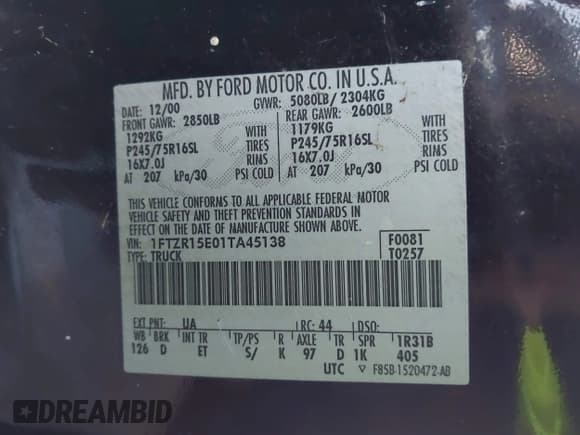 MFD. BY FORD MOTOR CO. IN U.S.A.
DATE: 12/00 GVWR: 5080LB/ 2304KG
FRONT GAWR: 2850LB REAR GAWR: 2600LB
1292KG WITH 1179KG WITH
P245/75R16SL TIRES P245/75R16SL TIRES
16X7.0J RIMS 16X7.0J RIMS
AT 207 kPa/30 PSI COLD AT 207 kPa/30 PSI COLD
THIS VEHICLE CONFORMS TO ALL APPLICABLE FEDERAL MOTOR
VEHICLE SAFETY AND THEFT PREVENTION STANDARDS IN
EFFECT ON THE DATE OF MANUFACTURE SHOWN ABOVE.
VIN: 1FTZR15E01TA45138 F0081
TYPE: TRUCK T0257
EXT PNT: UA RC: 44 DSO:
WB BRK INT TR TP/PS R AXLE TR SPR 1R31B
126 D ET S/ K 97 D 1K 405
UTC ▽ F85B-1520472-AB
DREAMBID